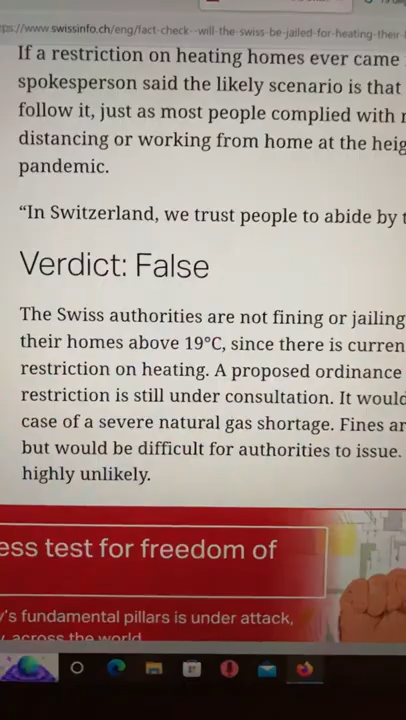 ps://www.swissinfo.ch/eng/fact-check--will-the-swiss-be-jailed-for-heating-their-
If a restriction on heating homes ever came
spokesperson said the likely scenario is that
follow it, just as most people complied with r
distancing or working from home at the heig
pandemic.
“In Switzerland, we trust people to abide by t
Verdict: False
The Swiss authorities are not fining or jailing
their homes above 19°C, since there is curren
restriction on heating. A proposed ordinance
restriction is still under consultation. It would
case of a severe natural gas shortage. Fines ar
but would be difficult for authorities to issue.
highly unlikely.
ess test for freedom of
y's fundamental pillars is under attack,
across the world